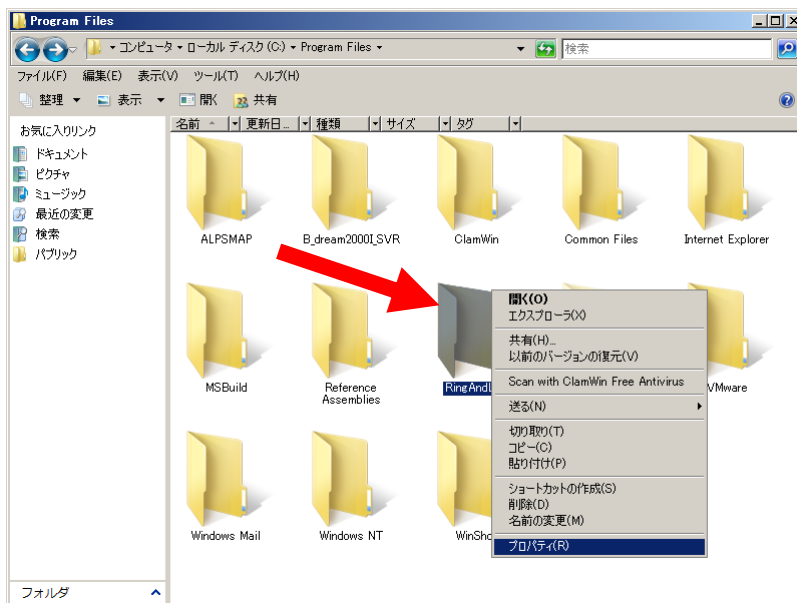 Program Files
コンピュータ ローカル ディスク (C:) Program Files 検索
ファイル(F) 編集(E) 表示(V) ツール(T) ヘルプ(H)
整理 表示 開く 共有
お気に入りリンク
ドキュメント
ピクチャ
ミュージック
最近の変更
検索
パブリック
フォルダ
名前 更新日... 種類 サイズ タグ
ALPSMAP B_dream2000I_SVR ClamWin Common Files Internet Explorer
MSBuild Reference Assemblies VMware
Windows Mail Windows NT
開く(O)
エクスプローラ(X)
共有(H)...
以前のバージョンの復元(V)
Scan with ClamWin Free Antivirus
送る(N)
切り取り(T)
コピー(C)
貼り付け(P)
ショートカットの作成(S)
削除(D)
名前の変更(M)
プロパティ(R)